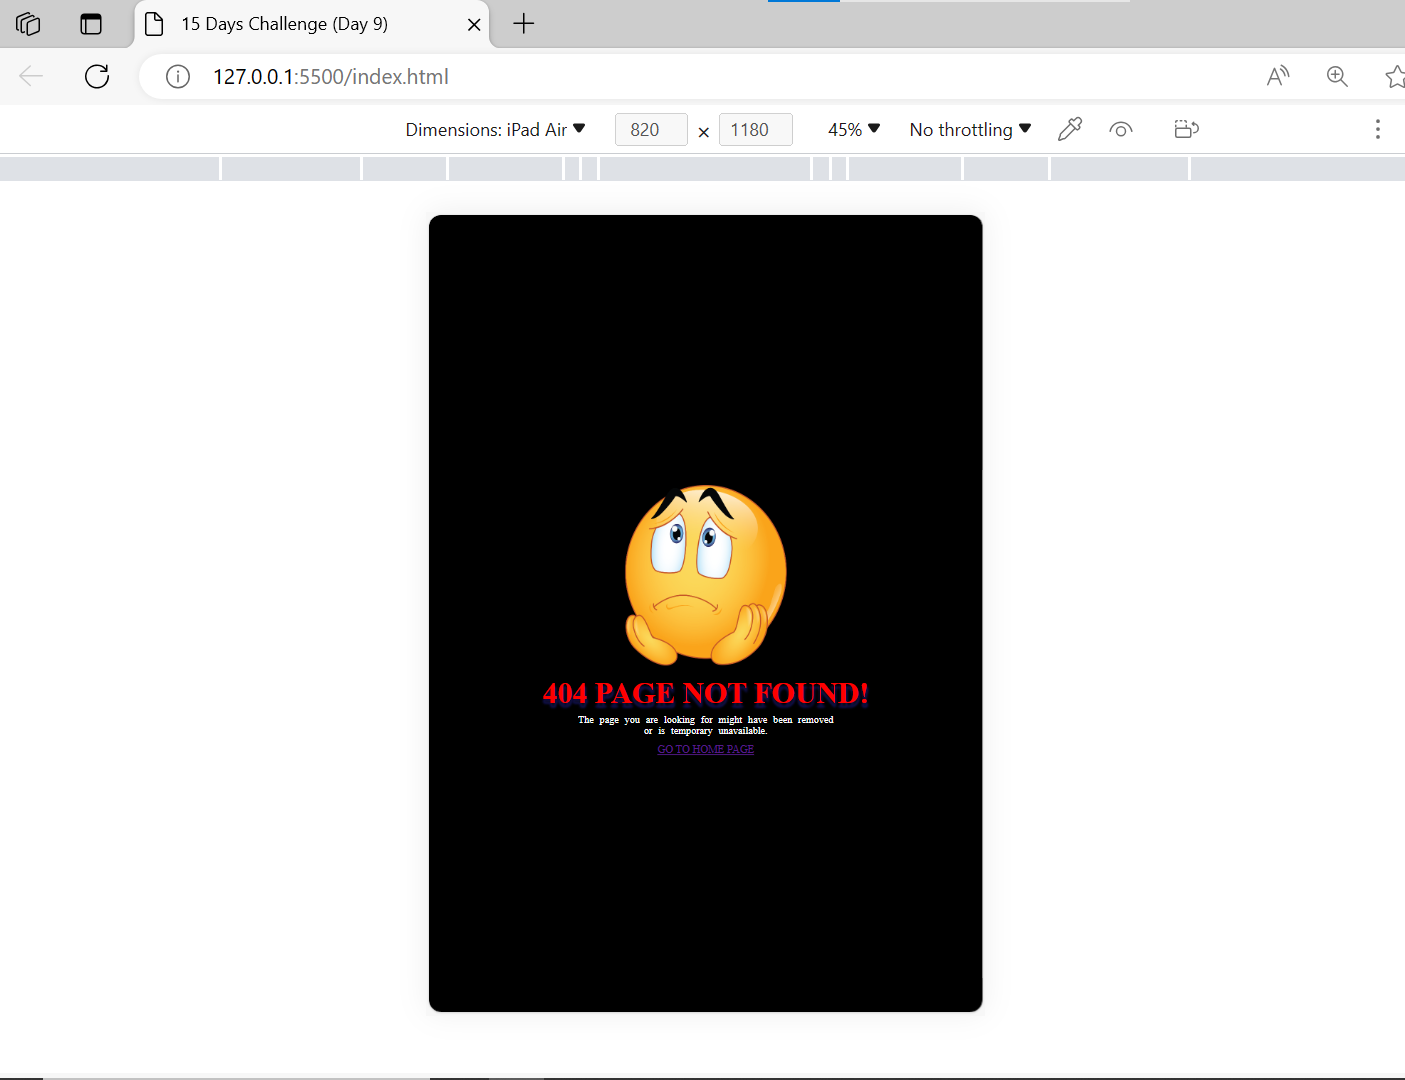 15 Days Challenge (Day 9)
127.0.0.1:5500/index.html
Dimensions: iPad Air 820 × 1180 45% No throttling
404 PAGE NOT FOUND!
The page you are looking for might have been removed
or is temporary unavailable.
GO TO HOME PAGE